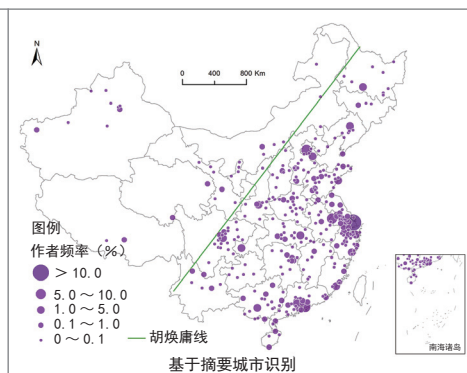 N
0 400 800 Km
图例
作者频率（%）
> 10.0
5.0～10.0
1.0～5.0
0.1～1.0
0～0.1
胡焕庸线
南海诸岛
基于摘要城市识别